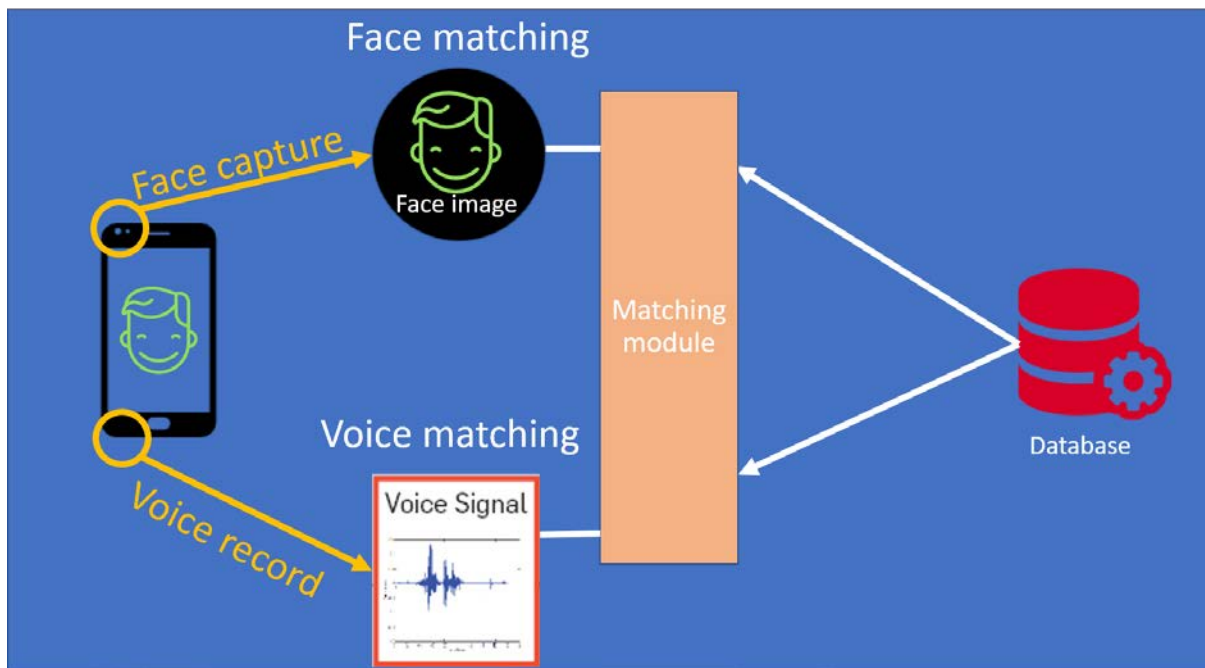 Face matching
Face capture
Face image
Matching
module
Database
Voice matching
Voice Signal
Voice record